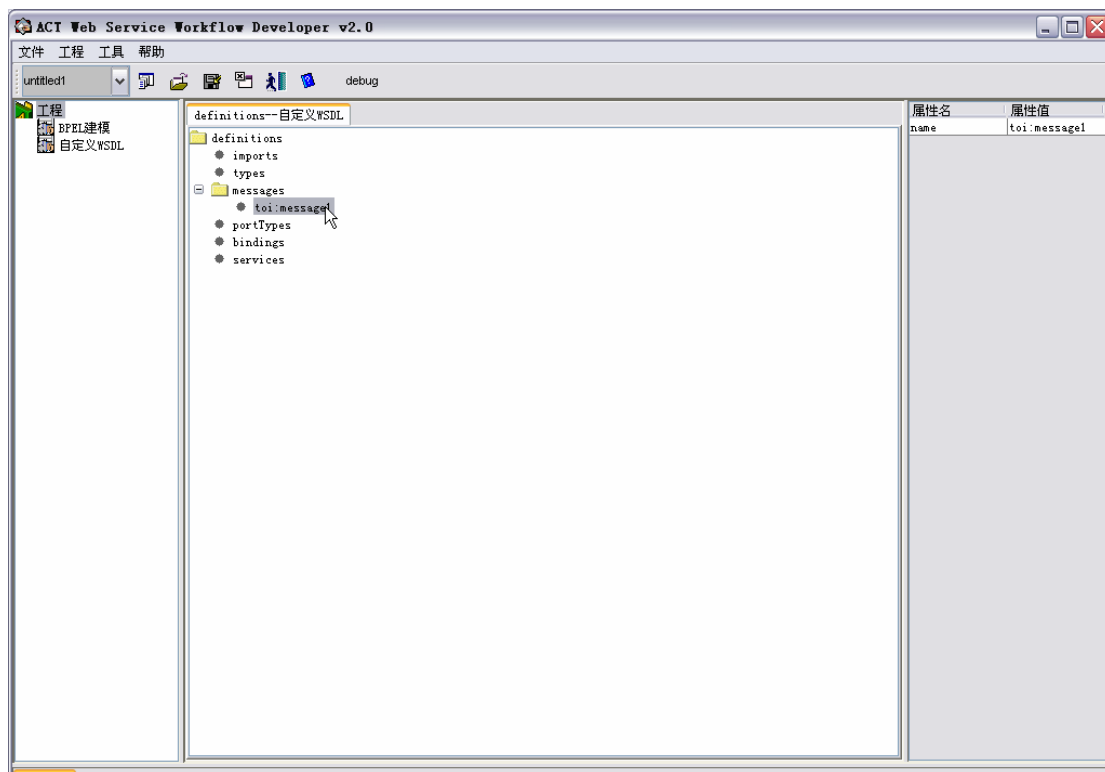 ACT Web Service Workflow Developer v2.0
文件 工程 工具 帮助
untitled1 debug
工程
BPEL建模
自定义WSDL
definitions--自定义WSDL
definitions
imports
types
messages
toi:message1
portTypes
bindings
services
属性名 属性值
name toi:message1